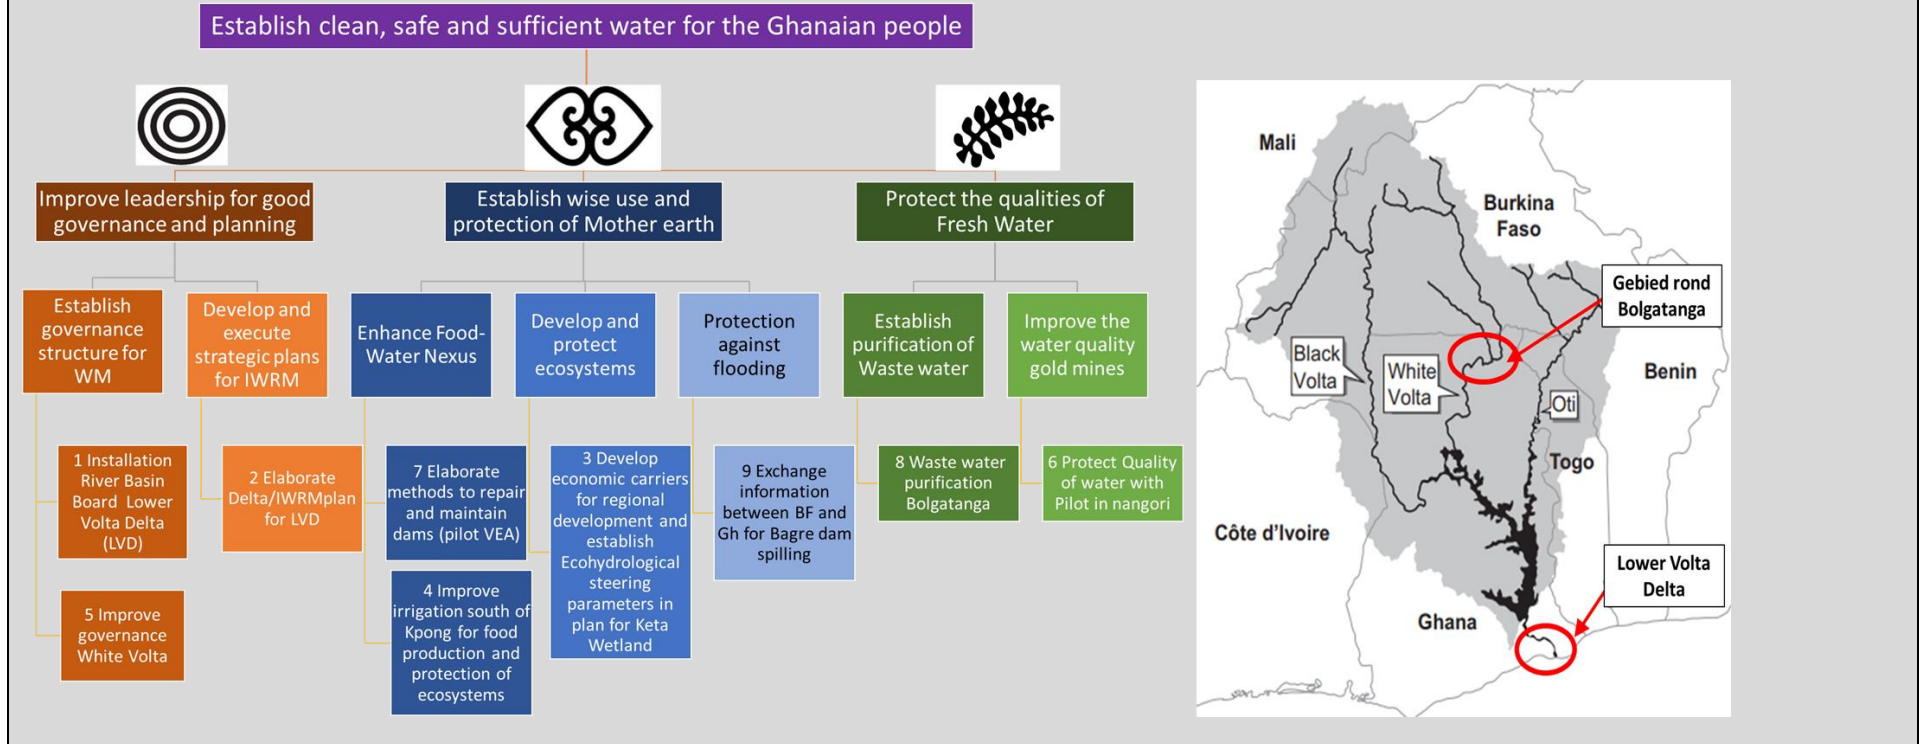 Establish clean, safe and sufficient water for the Ghanaian people
Improve leadership for good
governance and planning
Establish wise use and
protection of Mother earth
Protect the qualities of
Fresh Water
Establish
governance
structure for
WM
Develop and
execute
strategic plans
for IWRM
Enhance Food-
Water Nexus
Develop and
protect
ecosystems
Protection
against
flooding
Establish
purification of
Waste water
Improve the
water quality
gold mines
1 Installation
River Basin
Board Lower
Volta Delta
(LVD)
2 Elaborate
Delta/IWRMplan
for LVD
7 Elaborate
methods to repair
and maintain
dams (pilot VEA)
3 Develop
economic carriers
for regional
development and
establish
Ecohydrological
steering
parameters in
plan for Keta
Wetland
9 Exchange
information
between BF and
Gh for Bagre dam
spilling
8 Waste water
purification
Bolgatanga
6 Protect Quality
of water with
Pilot in nangori
5 Improve
governance
White Volta
4 Improve
irrigation south of
Kpong for food
production and
protection of
ecosystems
Mali
Burkina
Faso
Gebied rond
Bolgatanga
Black
Volta
White
Volta
Benin
Oti
Togo
Côte d'Ivoire
Lower Volta
Delta
Ghana